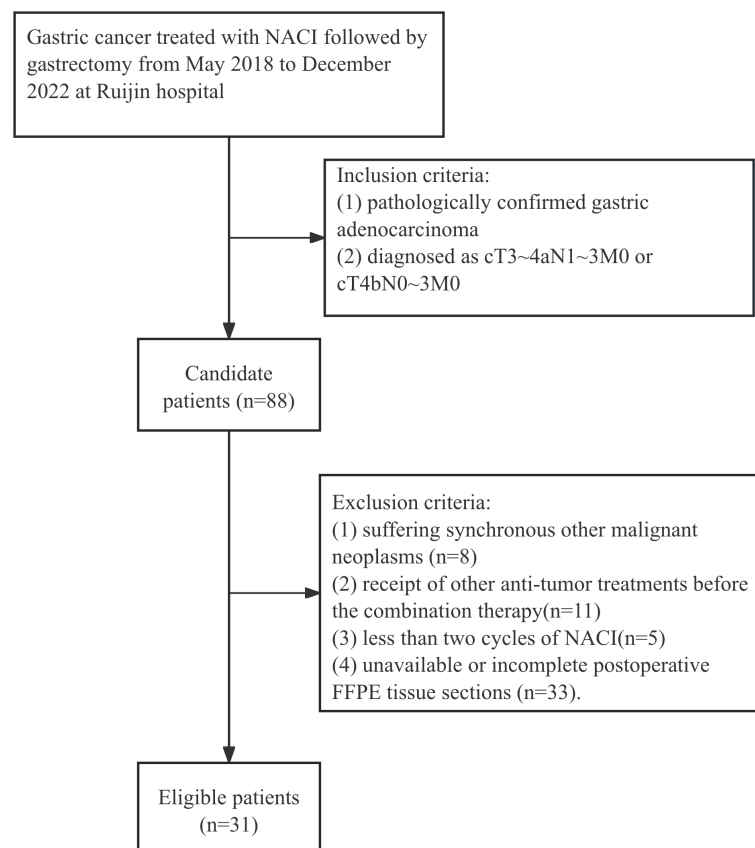 Gastric cancer treated with NACI followed by
gastrectomy from May 2018 to December
2022 at Ruijin hospital
Inclusion criteria:
(1) pathologically confirmed gastric
adenocarcinoma
(2) diagnosed as cT3~4aN1~3M0 or
cT4bN0~3M0
Candidate
patients (n=88)
Exclusion criteria:
(1) suffering synchronous other malignant
neoplasms (n=8)
(2) receipt of other anti-tumor treatments before
the combination therapy(n=11)
(3) less than two cycles of NACI(n=5)
(4) unavailable or incomplete postoperative
FFPE tissue sections (n=33).
Eligible patients
(n=31)